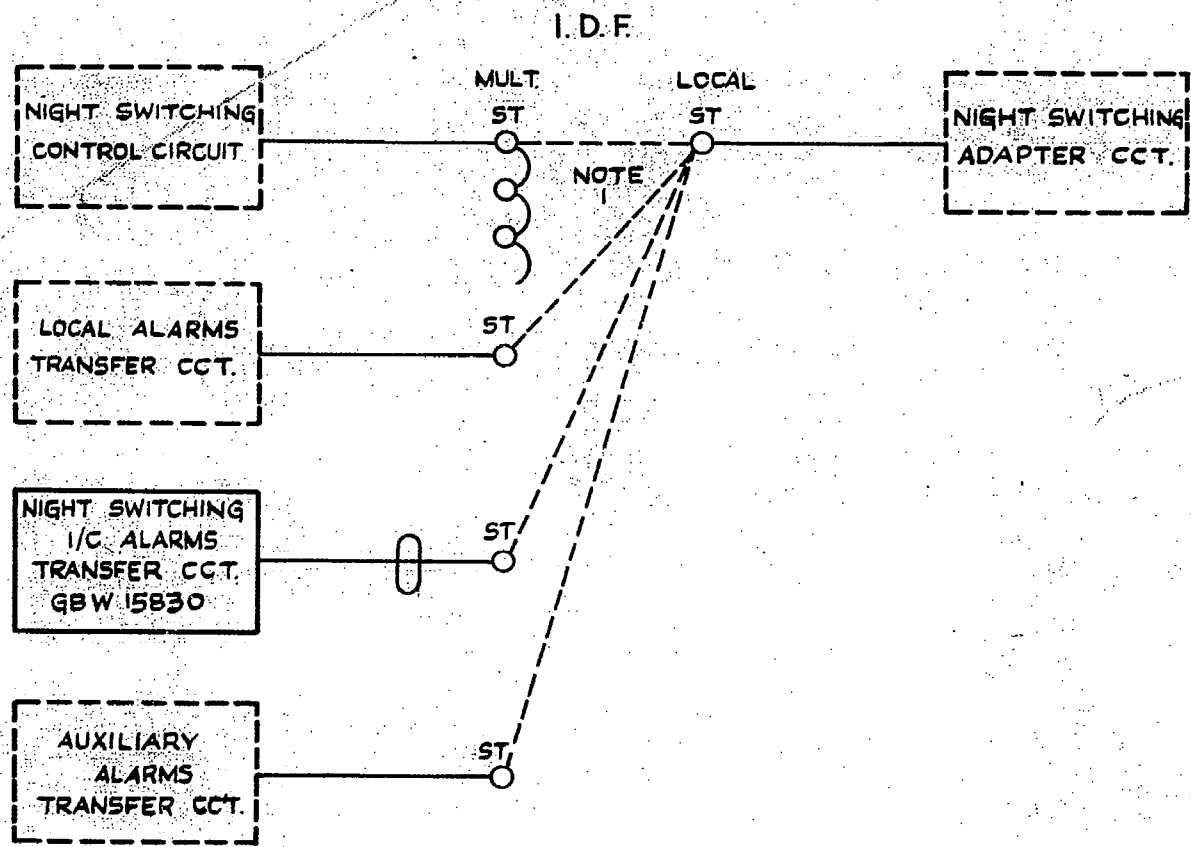 I.D.F.
MULT.
ST
LOCAL
ST
NIGHT SWITCHING
CONTROL CIRCUIT
NIGHT SWITCHING
ADAPTER CCT.
NOTE
1
LOCAL ALARMS
TRANSFER CCT.
ST
NIGHT SWITCHING
I/C ALARMS
TRANSFER CCT.
GBW 15830
ST
AUXILIARY
ALARMS
TRANSFER CCT.
ST